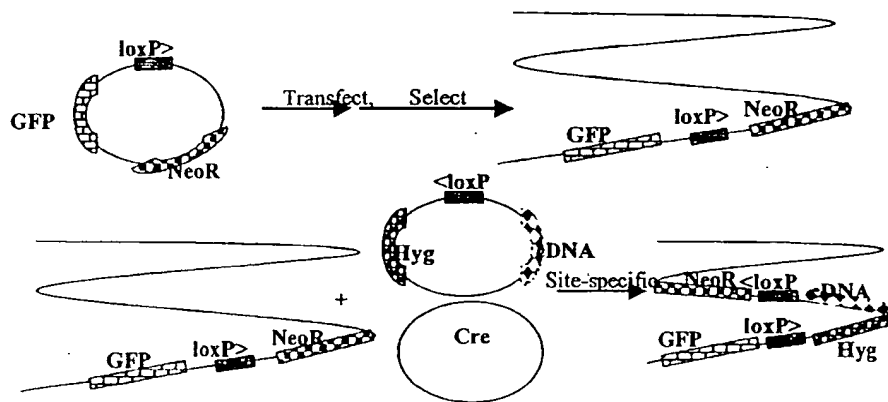 loxP>
GFP
NeoR
Transfect, Select
GFP loxP> NeoR
<loxP
Hyg
DNA
+
GFP loxP> NeoR
Cre
Site-specific
NeoR <loxP cDNA
GFP loxP> Hyg